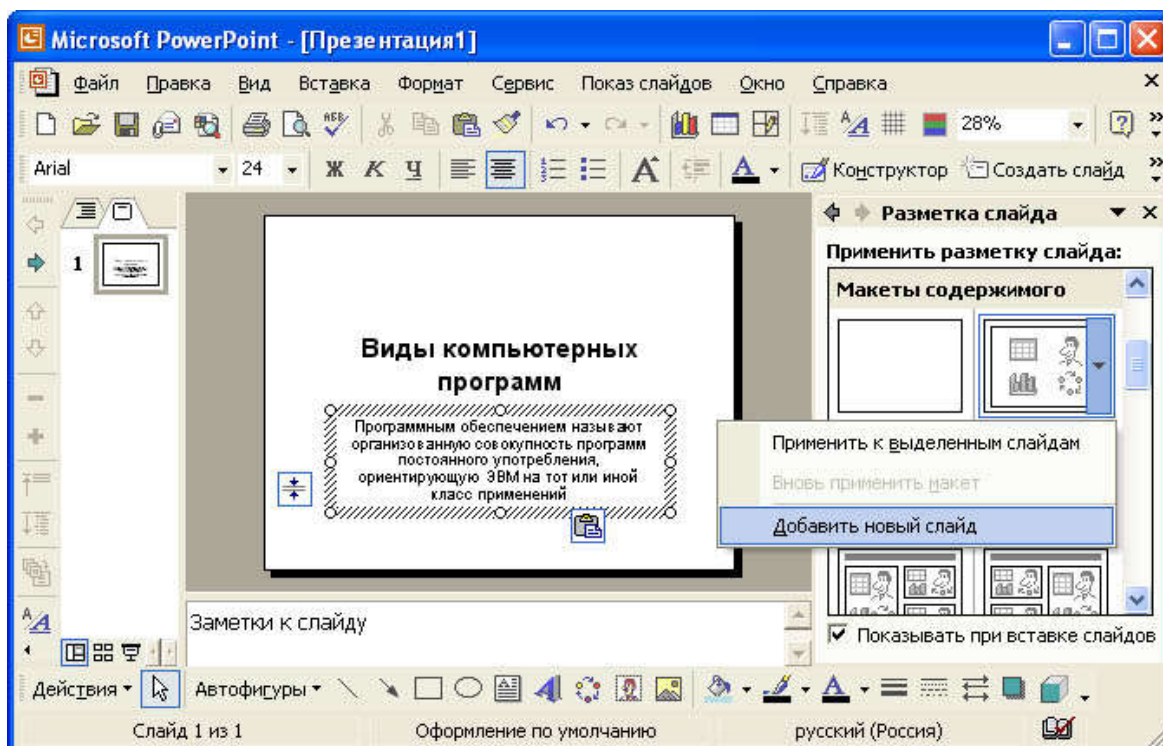 Microsoft PowerPoint - [Презентация1]
Файл Правка Вид Вставка Формат Сервис Показ слайдов Окно Справка
28%
Arial 24 Ж К Ч Конструктор Создать слайд
Разметка слайда
1
Применить разметку слайда:
Макеты содержимого
Виды компьютерных
программ
Программным обеспечением называют
организованную совокупность программ
постоянного употребления,
ориентирующую ЭВМ на тот или иной
класс применений
Применить к выделенным слайдам
Вновь применить макет
Добавить новый слайд
Заметки к слайду
Показывать при вставке слайдов
Действия Автофигуры
Слайд 1 из 1 Оформление по умолчанию русский (Россия)